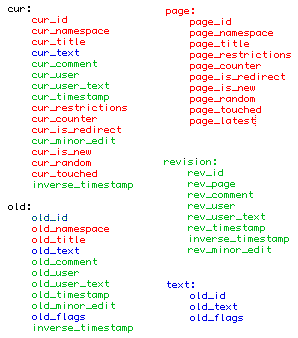 cur:
cur_id
cur_namespace
cur_title
cur_text
cur_comment
cur_user
cur_user_text
cur_timestamp
cur_restrictions
cur_counter
cur_is_redirect
cur_minor_edit
cur_is_new
cur_random
cur_touched
inverse_timestamp
old:
old_id
old_namespace
old_title
old_text
old_comment
old_user
old_user_text
old_timestamp
old_minor_edit
old_flags
inverse_timestamp
page:
page_id
page_namespace
page_title
page_restrictions
page_counter
page_is_redirect
page_is_new
page_random
page_touched
page_latest
revision:
rev_id
rev_page
rev_comment
rev_user
rev_user_text
rev_timestamp
inverse_timestamp
rev_minor_edit
text:
old_id
old_text
old_flags